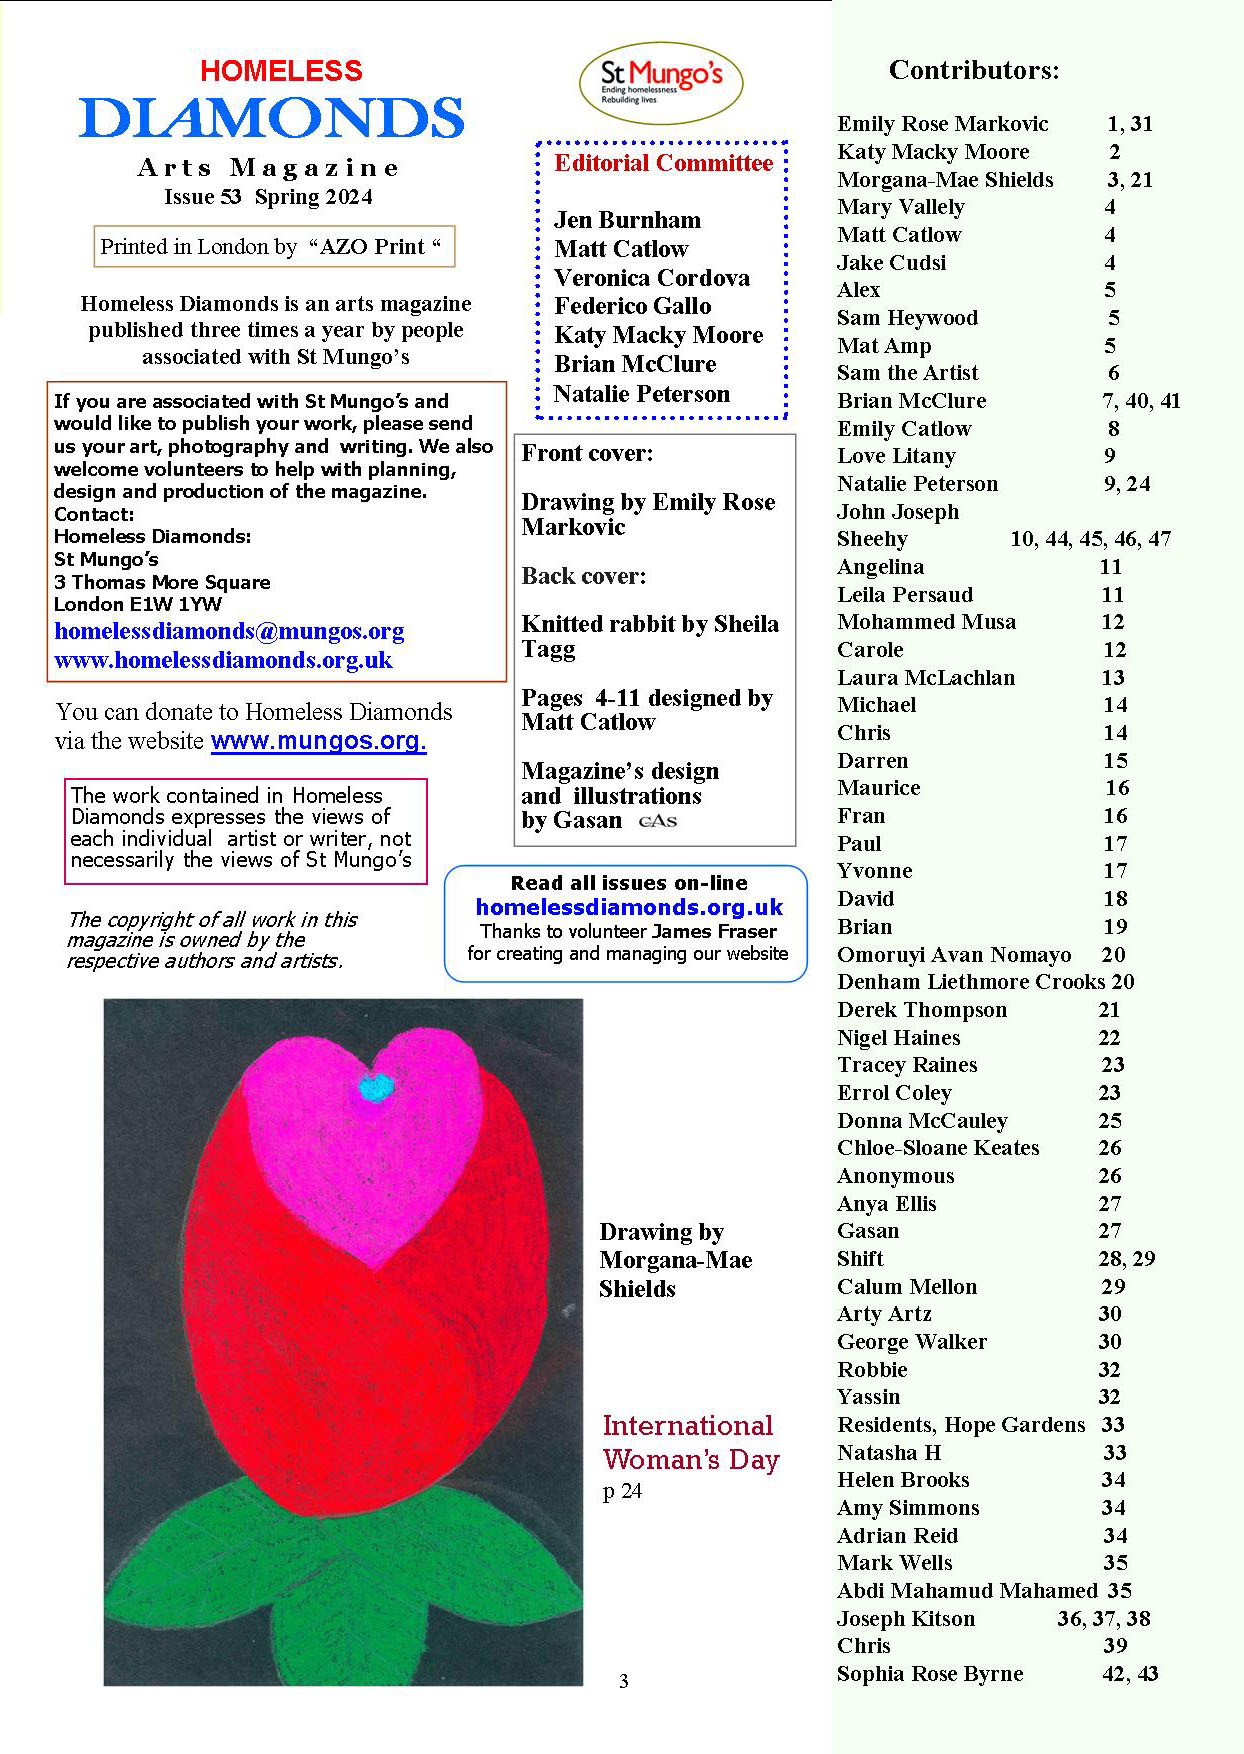 HOMELESS
DIAMONDS
Arts Magazine
Issue 53 Spring 2024
Printed in London by “AZO Print “
Homeless Diamonds is an arts magazine
published three times a year by people
associated with St Mungo’s
If you are associated with St Mungo’s and
would like to publish your work, please send
us your art, photography and writing. We also
welcome volunteers to help with planning,
design and production of the magazine.
Contact:
Homeless Diamonds:
St Mungo’s
3 Thomas More Square
London E1W 1YW
homelessdiamonds@mungos.org
www.homelessdiamonds.org.uk
You can donate to Homeless Diamonds
via the website www.mungos.org.
The work contained in Homeless
Diamonds expresses the views of
each individual artist or writer, not
necessarily the views of St Mungo’s
The copyright of all work in this
magazine is owned by the
respective authors and artists.
St Mungo’s
Ending homelessness
Rebuilding lives
Editorial Committee
Jen Burnham
Matt Catlow
Veronica Cordova
Federico Gallo
Katy Macky Moore
Brian McClure
Natalie Peterson
Front cover:
Drawing by Emily Rose
Markovic
Back cover:
Knitted rabbit by Sheila
Tagg
Pages 4-11 designed by
Matt Catlow
Magazine’s design
and illustrations
by Gasan GAs
Read all issues on-line
homelessdiamonds.org.uk
Thanks to volunteer James Fraser
for creating and managing our website
Drawing by
Morgana-Mae
Shields
International
Woman’s Day
p 24
3
Contributors:
Emily Rose Markovic 1, 31
Katy Macky Moore 2
Morgana-Mae Shields 3, 21
Mary Vallely 4
Matt Catlow 4
Jake Cudsi 4
Alex 5
Sam Heywood 5
Mat Amp 5
Sam the Artist 6
Brian McClure 7, 40, 41
Emily Catlow 8
Love Litany 9
Natalie Peterson 9, 24
John Joseph
Sheehy 10, 44, 45, 46, 47
Angelina 11
Leila Persaud 11
Mohammed Musa 12
Carole 12
Laura McLachlan 13
Michael 14
Chris 14
Darren 15
Maurice 16
Fran 16
Paul 17
Yvonne 17
David 18
Brian 19
Omoruyi Avan Nomayo 20
Denham Liethmore Crooks 20
Derek Thompson 21
Nigel Haines 22
Tracey Raines 23
Errol Coley 23
Donna McCauley 25
Chloe-Sloane Keates 26
Anonymous 26
Anya Ellis 27
Gasan 27
Shift 28, 29
Calum Mellon 29
Arty Artz 30
George Walker 30
Robbie 32
Yassin 32
Residents, Hope Gardens 33
Natasha H 33
Helen Brooks 34
Amy Simmons 34
Adrian Reid 34
Mark Wells 35
Abdi Mahamud Mahamed 35
Joseph Kitson 36, 37, 38
Chris 39
Sophia Rose Byrne 42, 43